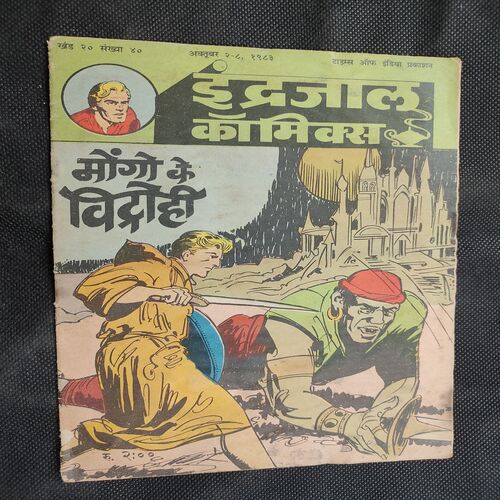 खंड २० संख्या ४०
अक्तूबर २-८, १९८३
टाइम्स ऑफ इंडिया प्रकाशन
इंद्रजाल
कॉमिक्स
मोंगो के
विद्रोही
रु. २:००